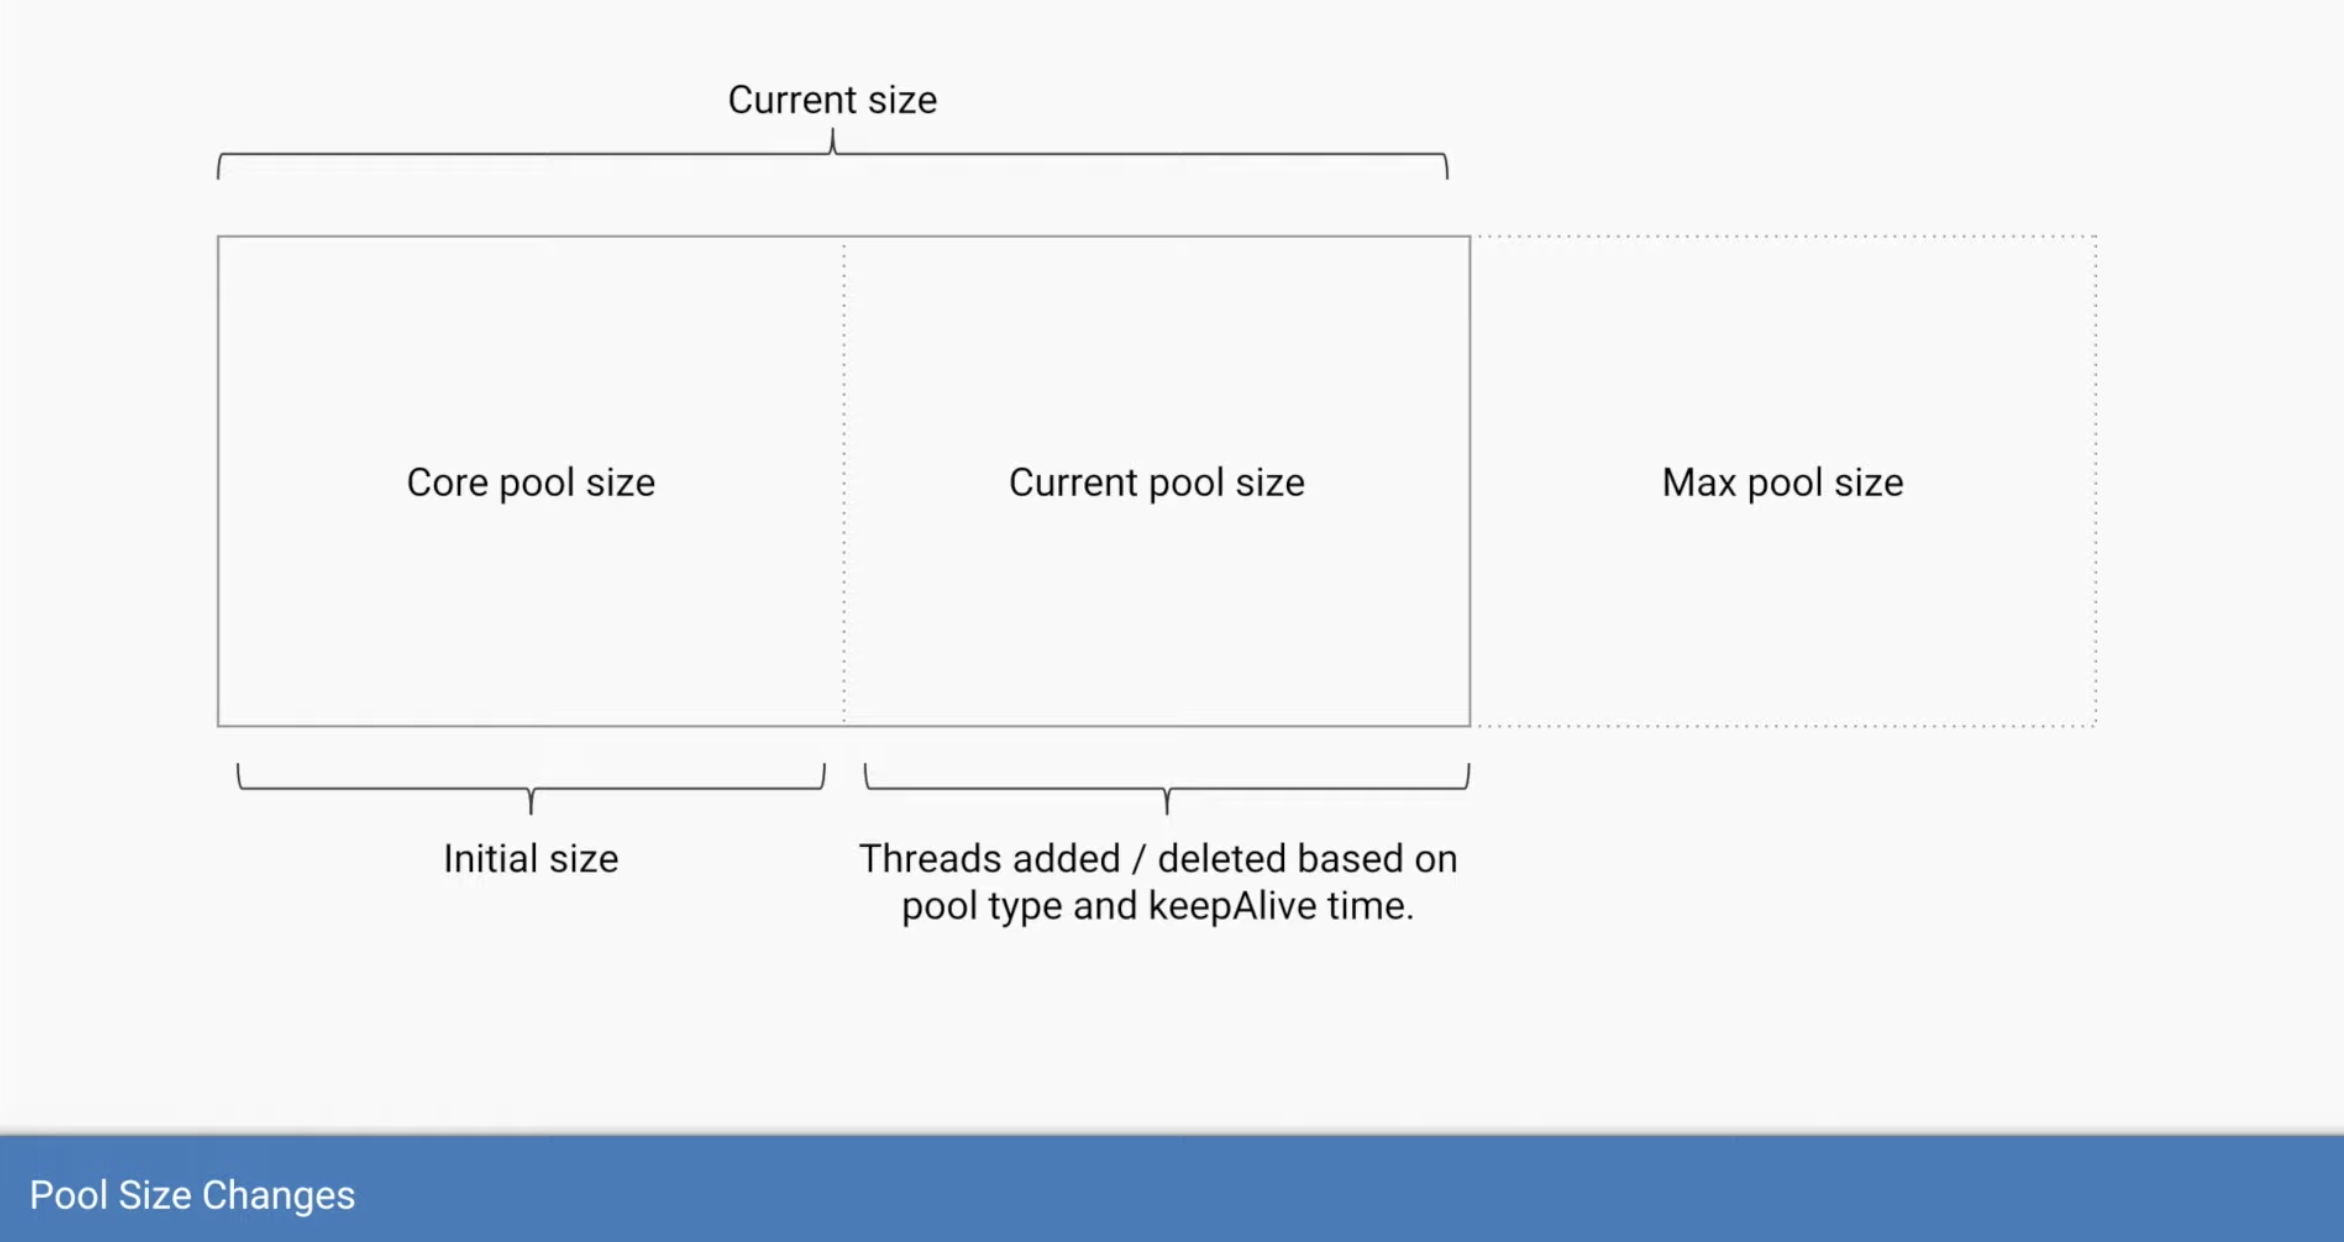 Current size
Core pool size
Current pool size
Max pool size
Initial size
Threads added / deleted based on
pool type and keepAlive time.
Pool Size Changes